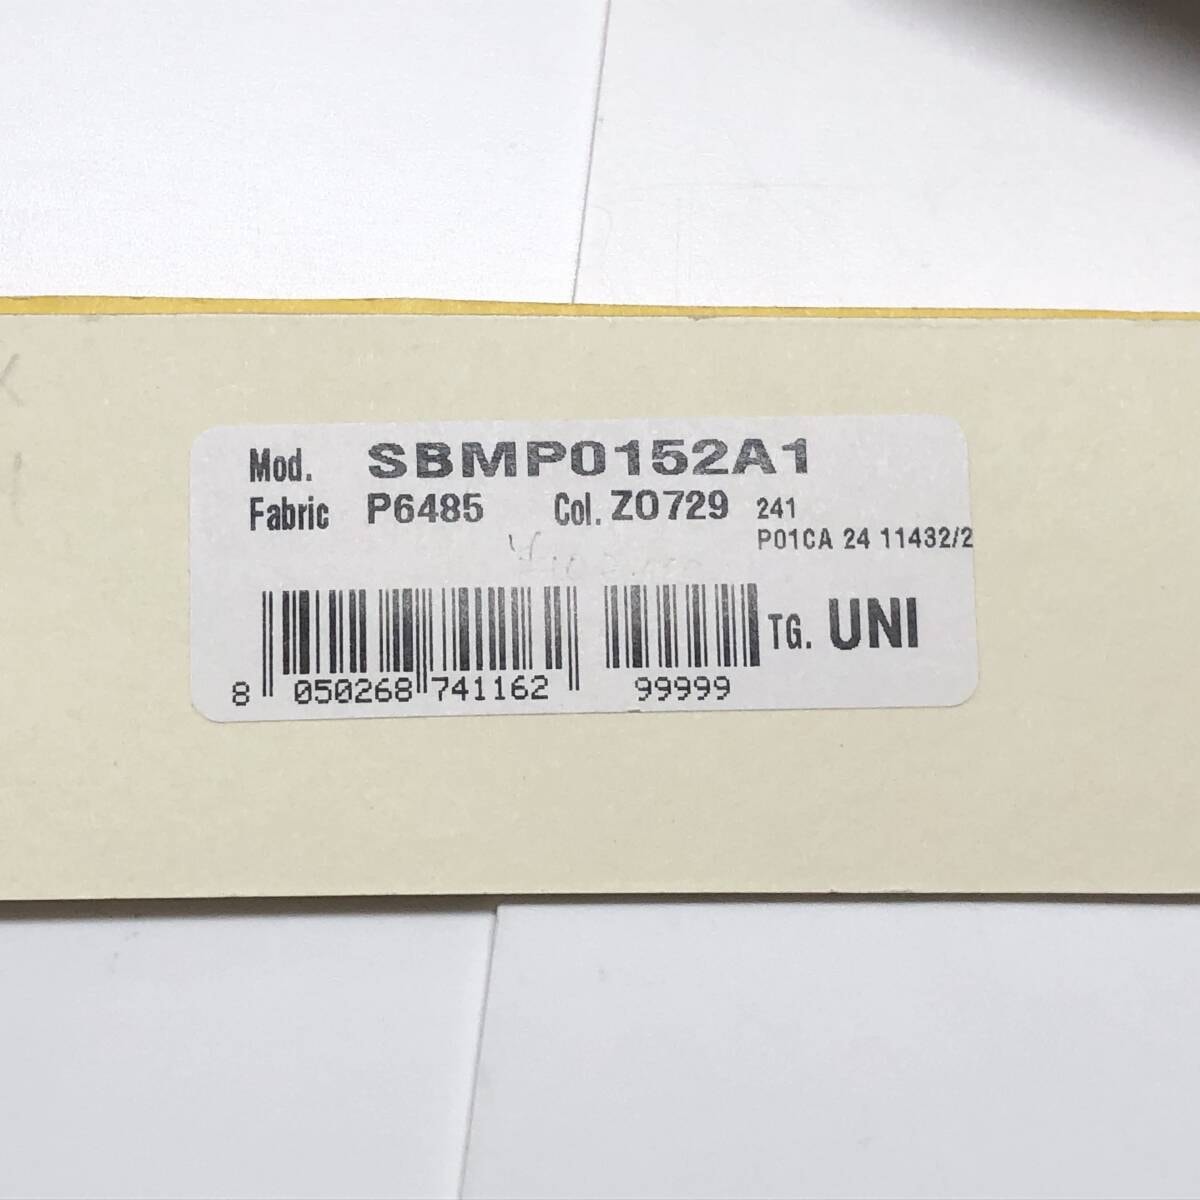 Mod. SBMP0152A1
Fabric P6485 Col. ZO729 241
P01CA 24 11432/2
TG. UNI
8 050268 741162 99999